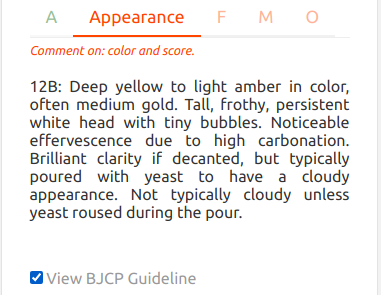 A Appearance F M O
Comment on: color and score.
12B: Deep yellow to light amber in color,
often medium gold. Tall, frothy, persistent
white head with tiny bubbles. Noticeable
effervescence due to high carbonation.
Brilliant clarity if decanted, but typically
poured with yeast to have a cloudy
appearance. Not typically cloudy unless
yeast roused during the pour.
View BJCP Guideline